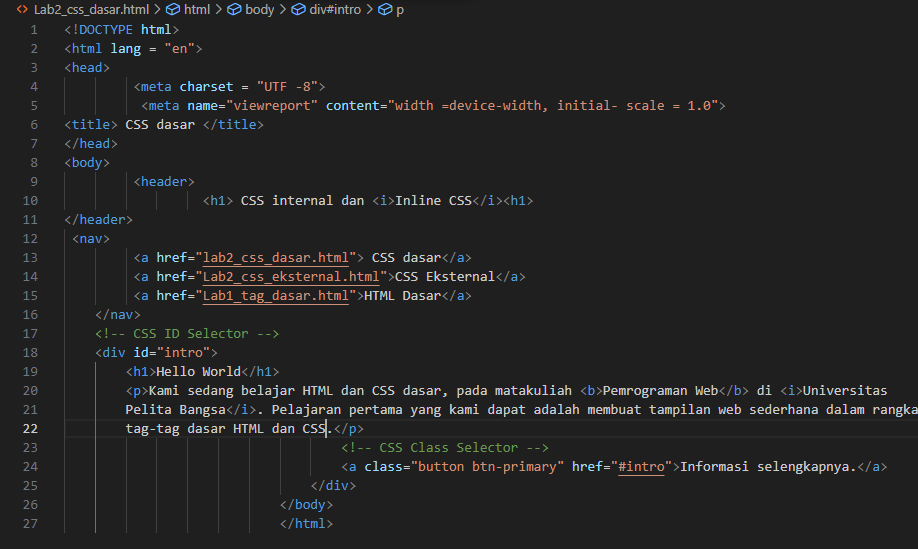 Lab2_css_dasar.html > html > body > div#intro > p
1 <!DOCTYPE html>
2 <html lang = "en">
3 <head>
4 <meta charset = "UTF -8">
5 <meta name="viewreport" content="width =device-width, initial- scale = 1.0">
6 <title> CSS dasar </title>
7 </head>
8 <body>
9 <header>
10 <h1> CSS internal dan <i>Inline CSS</i><h1>
11 </header>
12 <nav>
13 <a href="lab2_css_dasar.html"> CSS dasar</a>
14 <a href="Lab2_css_eksternal.html">CSS Eksternal</a>
15 <a href="Lab1_tag_dasar.html">HTML Dasar</a>
16 </nav>
17 <!-- CSS ID Selector -->
18 <div id="intro">
19 <h1>Hello World</h1>
20 <p>Kami sedang belajar HTML dan CSS dasar, pada matakuliah <b>Pemrograman Web</b> di <i>Universitas
21 Pelita Bangsa</i>. Pelajaran pertama yang kami dapat adalah membuat tampilan web sederhana dalam rangka
22 tag-tag dasar HTML dan CSS.</p>
23 <!-- CSS Class Selector -->
24 <a class="button btn-primary" href="#intro">Informasi selengkapnya.</a>
25 </div>
26 </body>
27 </html>